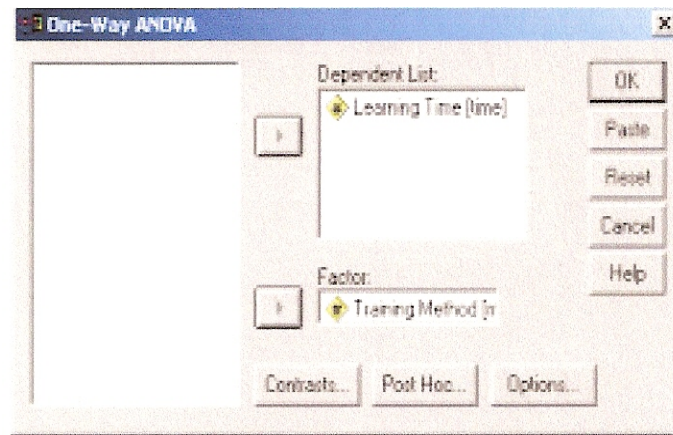 One-Way ANOVA
Dependent List:
Learning Time [time]
OK
Paste
Reset
Cancel
Help
Factor:
Training Method [m
Contrasts...
Post Hoc...
Options...